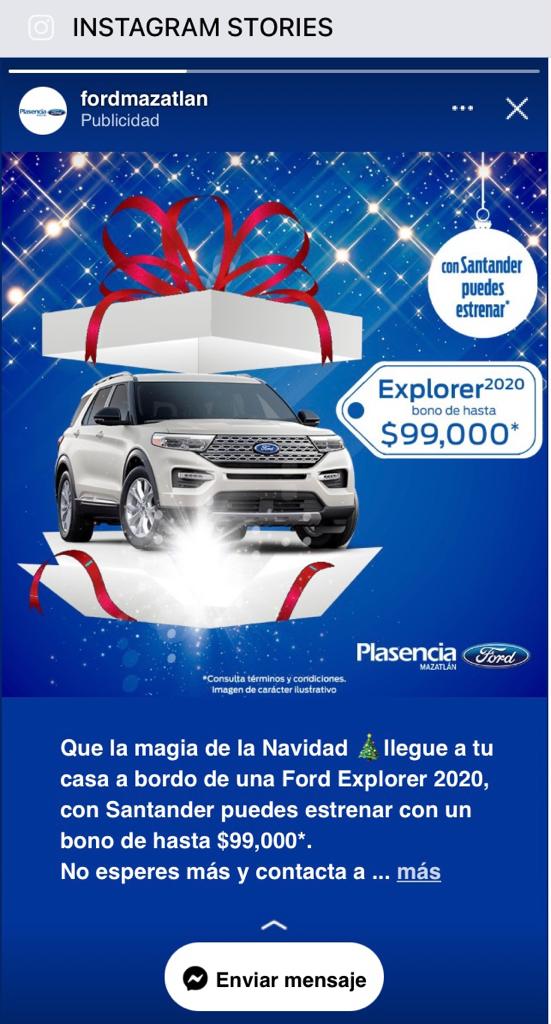 INSTAGRAM STORIES
fordmazatlan
Publicidad
Plasencia
con Santander
puedes
estrenar*
Explorer2020
bono de hasta
$99,000*
Ford
Plasencia
MAZATLÁN
Ford
*Consulta términos y condiciones.
Imagen de carácter ilustrativo
Que la magia de la Navidad 🎄 llegue a tu
casa a bordo de una Ford Explorer 2020,
con Santander puedes estrenar con un
bono de hasta $99,000*.
No esperes más y contacta a ... más
Enviar mensaje